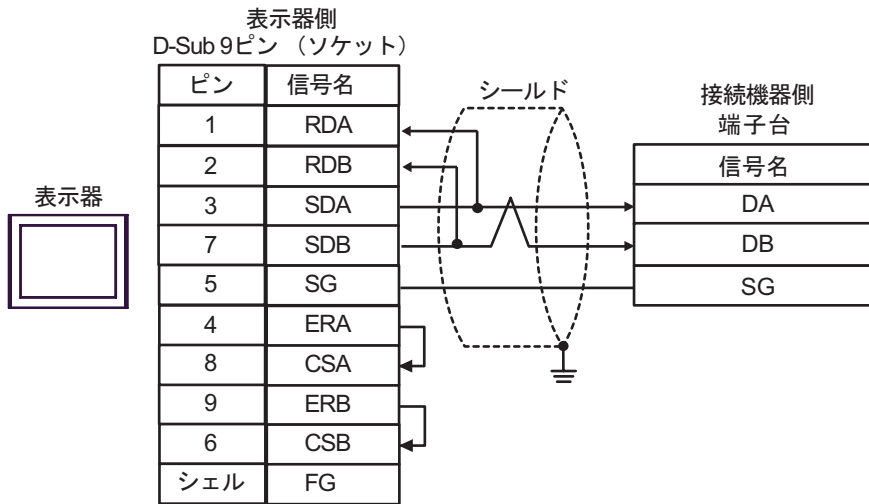 表示器側
D-Sub 9ピン （ソケット）
ピン 信号名
1 RDA
2 RDB
3 SDA
7 SDB
5 SG
4 ERA
8 CSA
9 ERB
6 CSB
シェル FG
表示器
シールド
接続機器側
端子台
信号名
DA
DB
SG